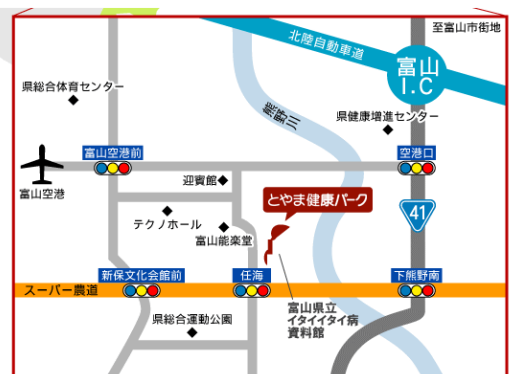 至富山市街地
北陸自動車道
富山
I.C
県総合体育センター
熊野川
県健康増進センター
富山空港前
空港口
富山空港
迎賓館
とやま健康パーク
41
テクノホール
富山能楽堂
新保文化会館前
任海
下熊野南
スーパー農道
富山県立
イタイイタイ病
資料館
県総合運動公園